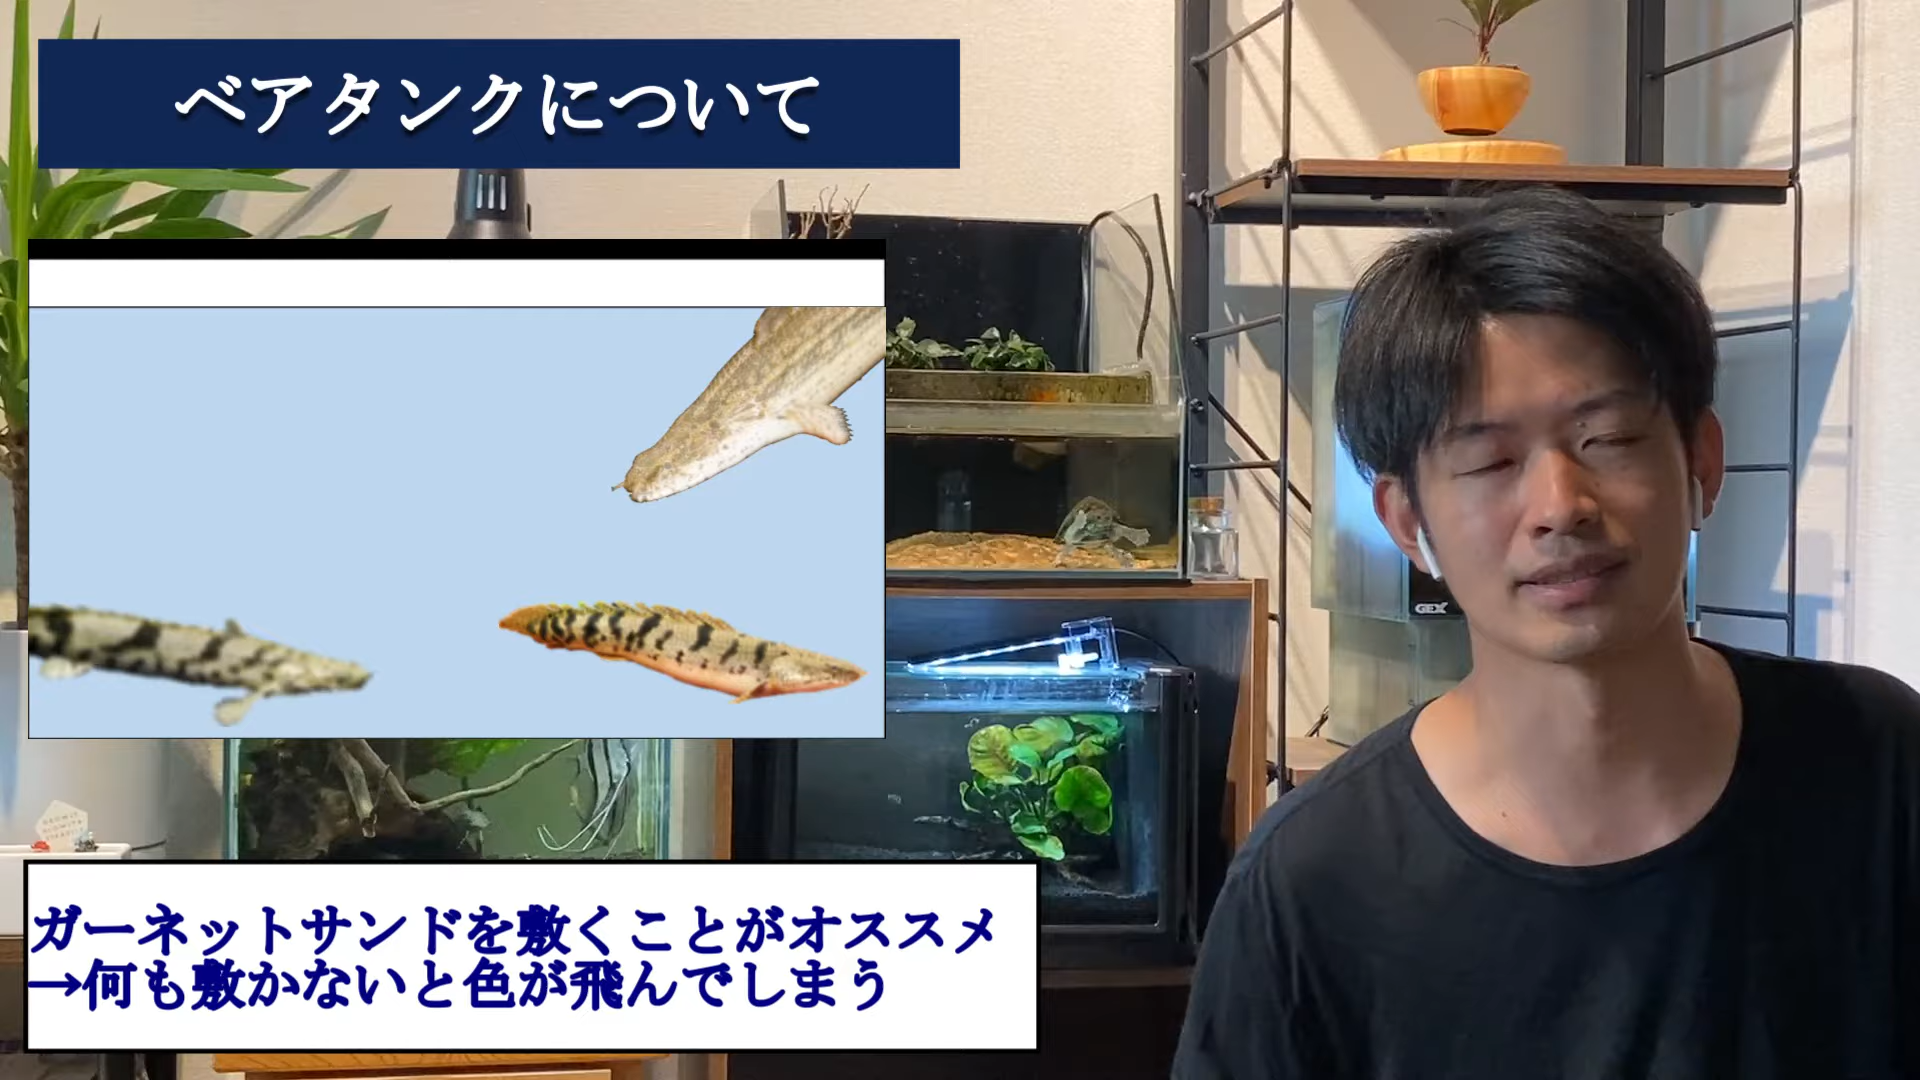 ベアタンクについて
GEX
ガーネットサンドを敷くことがオススメ
→何も敷かないと色が飛んでしまう